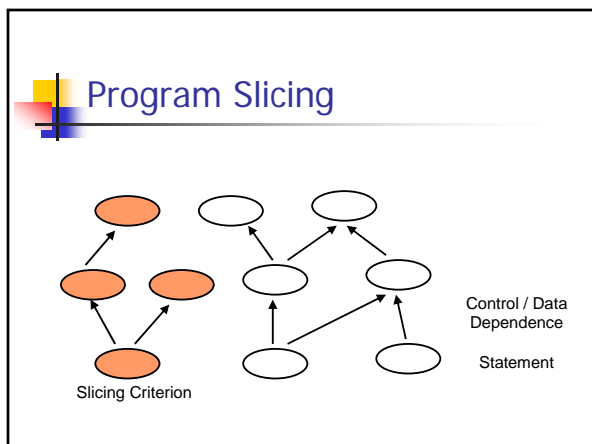 Program Slicing
Control / Data
Dependence
Statement
Slicing Criterion